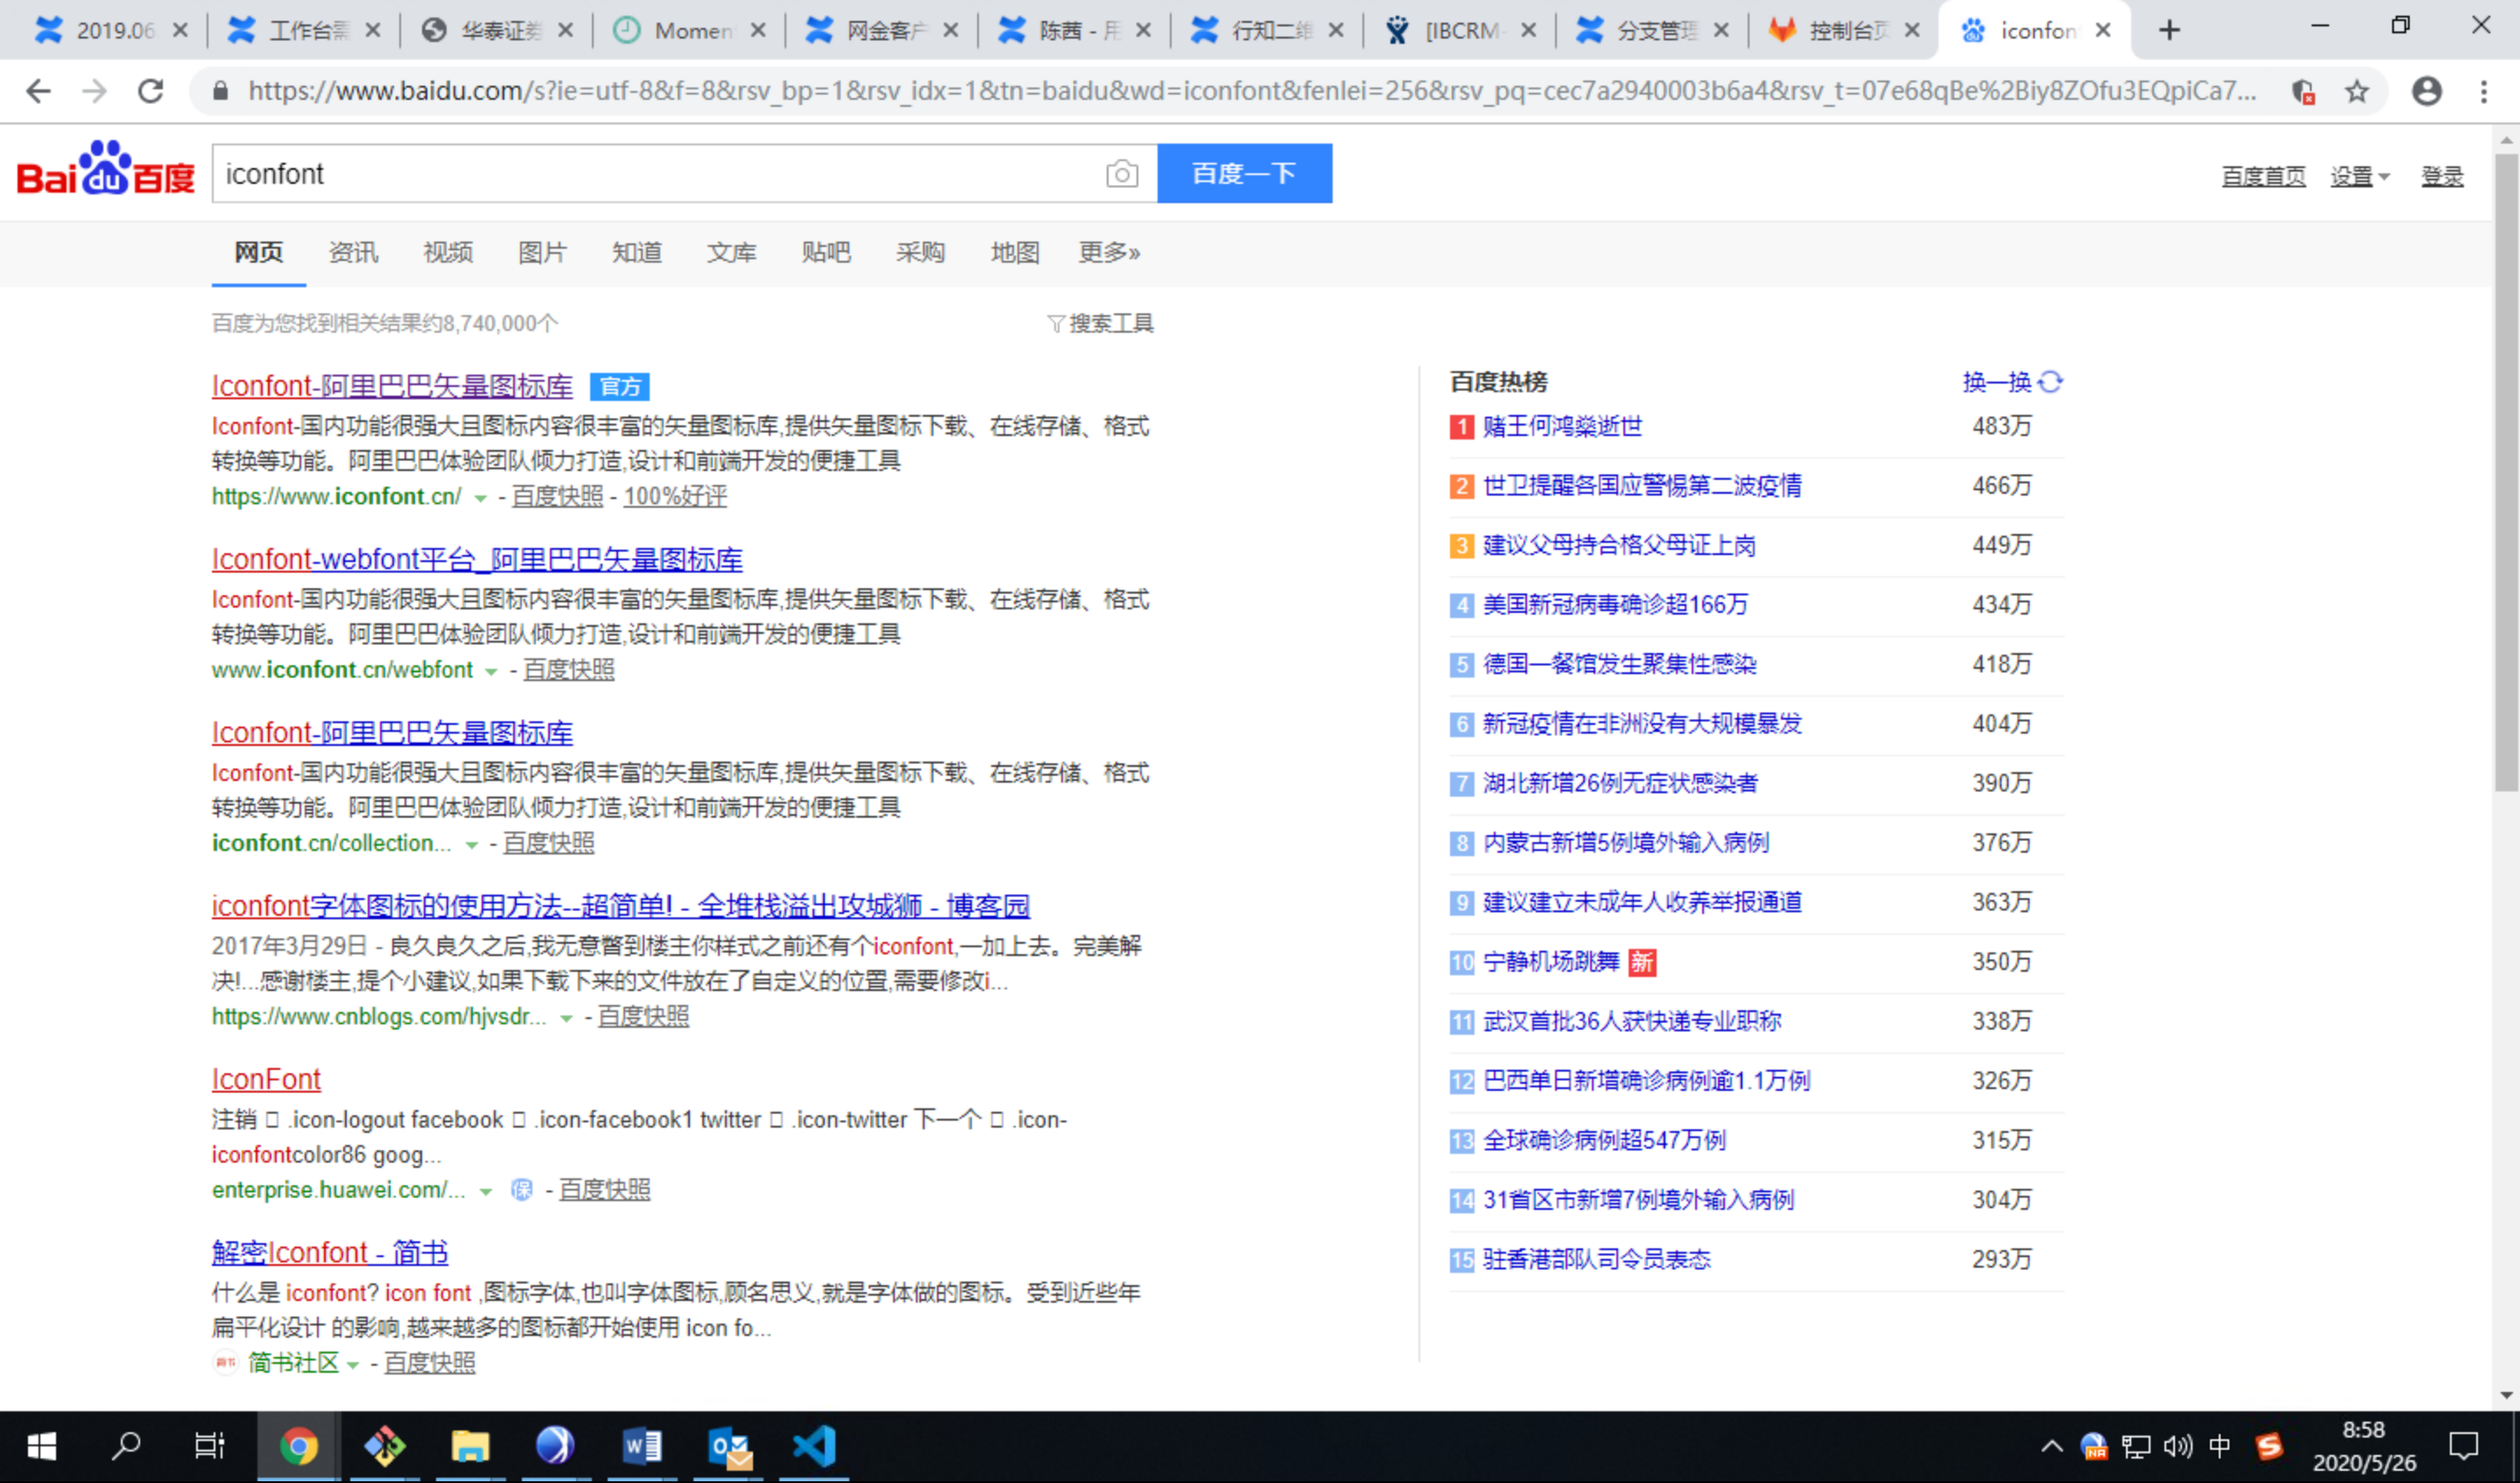 2019.06
工作台需
华泰证券
Momen
网金客户
陈茜 - 用
行知二维
[IBCRM-
分支管理
控制台页
iconfon
https://www.baidu.com/s?ie=utf-8&f=8&rsv_bp=1&rsv_idx=1&tn=baidu&wd=iconfont&fenlei=256&rsv_pq=cec7a2940003b6a4&rsv_t=07e68qBe%2Biy8ZOfu3EQpiCa7...
Bai du 百度
iconfont
百度一下
百度首页 设置 登录
网页 资讯 视频 图片 知道 文库 贴吧 采购 地图 更多»
百度为您找到相关结果约8,740,000个
搜索工具
Iconfont-阿里巴巴矢量图标库 官方
Iconfont-国内功能很强大且图标内容很丰富的矢量图标库,提供矢量图标下载、在线存储、格式
转换等功能。阿里巴巴体验团队倾力打造,设计和前端开发的便捷工具
https://www.iconfont.cn/ - 百度快照 - 100%好评
Iconfont-webfont平台_阿里巴巴矢量图标库
Iconfont-国内功能很强大且图标内容很丰富的矢量图标库,提供矢量图标下载、在线存储、格式
转换等功能。阿里巴巴体验团队倾力打造,设计和前端开发的便捷工具
www.iconfont.cn/webfont - 百度快照
Iconfont-阿里巴巴矢量图标库
Iconfont-国内功能很强大且图标内容很丰富的矢量图标库,提供矢量图标下载、在线存储、格式
转换等功能。阿里巴巴体验团队倾力打造,设计和前端开发的便捷工具
iconfont.cn/collection... - 百度快照
iconfont字体图标的使用方法--超简单! - 全堆栈溢出攻城狮 - 博客园
2017年3月29日 - 良久良久之后,我无意瞥到楼主你样式之前还有个iconfont,一加上去。完美解
决!...感谢楼主,提个小建议,如果下载下来的文件放在了自定义的位置,需要修改i...
https://www.cnblogs.com/hjvsdr... - 百度快照
IconFont
注销 .icon-logout facebook .icon-facebook1 twitter .icon-twitter 下一个 .icon-
iconfontcolor86 goog...
enterprise.huawei.com/... 保 - 百度快照
解密Iconfont - 简书
什么是 iconfont? icon font ,图标字体,也叫字体图标,顾名思义,就是字体做的图标。受到近些年
扁平化设计 的影响,越来越多的图标都开始使用 icon fo...
简书 简书社区 - 百度快照
百度热榜 换一换
1 赌王何鸿燊逝世 483万
2 世卫提醒各国应警惕第二波疫情 466万
3 建议父母持合格父母证上岗 449万
4 美国新冠病毒确诊超166万 434万
5 德国一餐馆发生聚集性感染 418万
6 新冠疫情在非洲没有大规模暴发 404万
7 湖北新增26例无症状感染者 390万
8 内蒙古新增5例境外输入病例 376万
9 建议建立未成年人收养举报通道 363万
10 宁静机场跳舞 新 350万
11 武汉首批36人获快递专业职称 338万
12 巴西单日新增确诊病例逾1.1万例 326万
13 全球确诊病例超547万例 315万
14 31省区市新增7例境外输入病例 304万
15 驻香港部队司令员表态 293万
中
8:58
2020/5/26